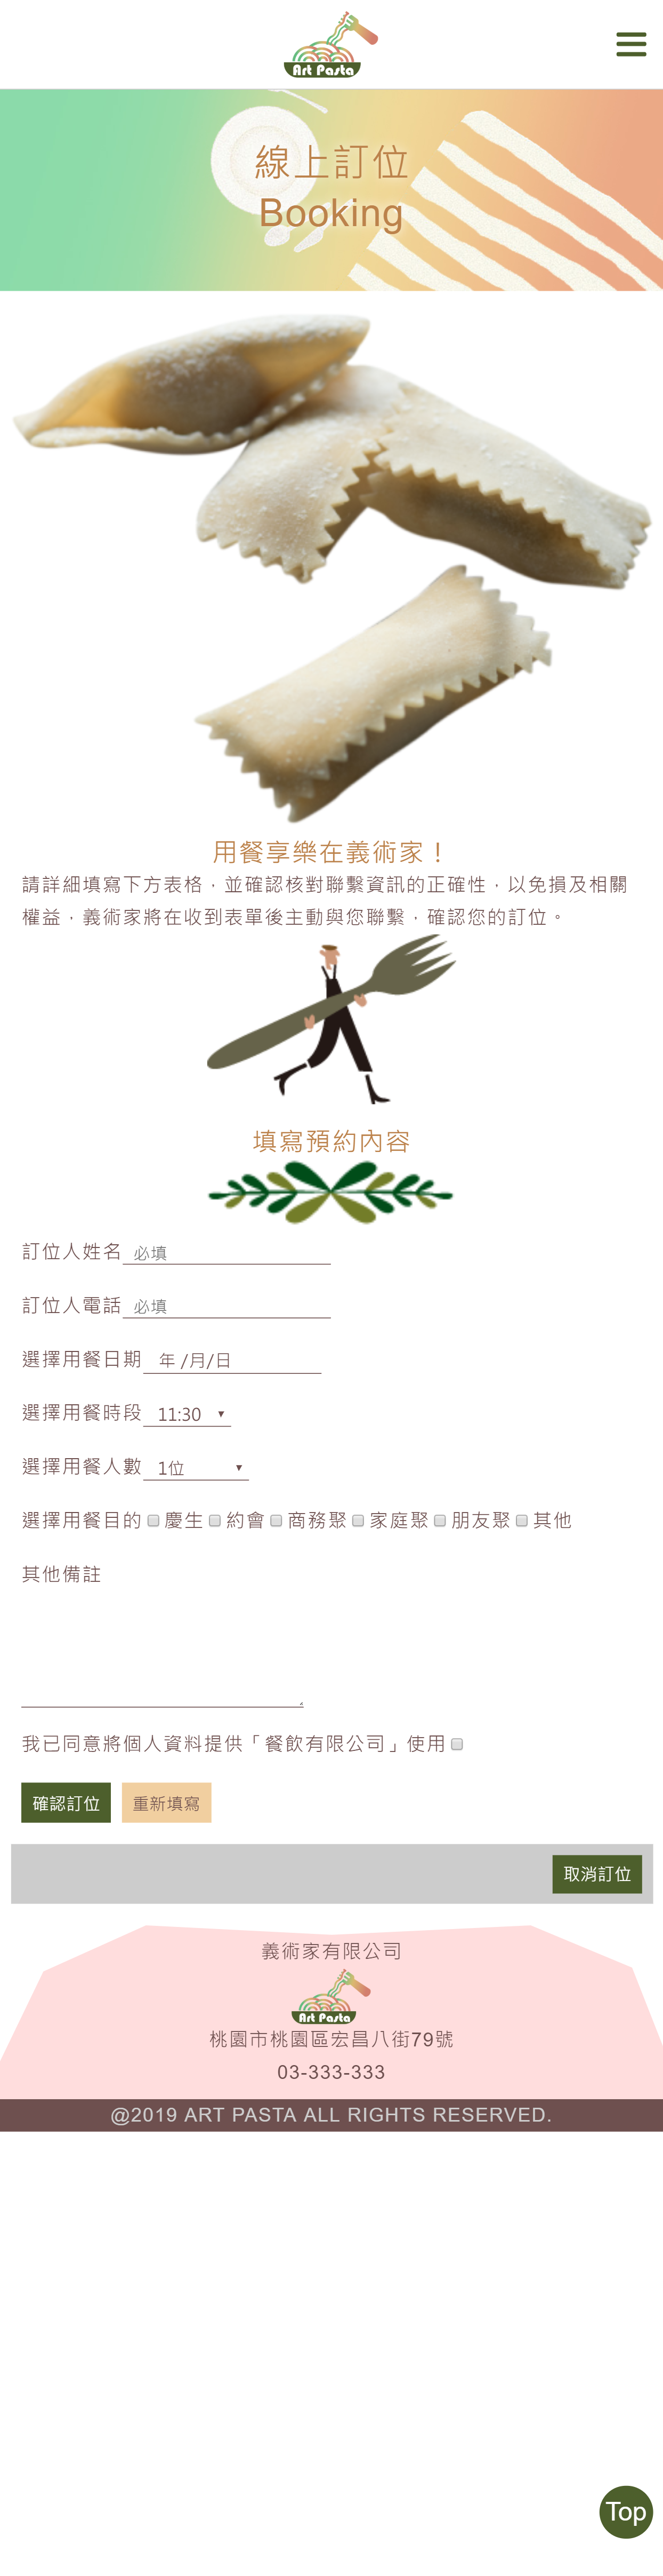 Art Pasta
線上訂位
Booking
用餐享樂在義術家！
請詳細填寫下方表格，並確認核對聯繫資訊的正確性，以免損及相關
權益，義術家將在收到表單後主動與您聯繫，確認您的訂位。
填寫預約內容
訂位人姓名 必填
訂位人電話 必填
選擇用餐日期 年 /月/日
選擇用餐時段 11:30
選擇用餐人數 1位
選擇用餐目的 慶生 約會 商務聚 家庭聚 朋友聚 其他
其他備註
我已同意將個人資料提供「餐飲有限公司」使用
確認訂位 重新填寫
取消訂位
義術家有限公司
Art Pasta
桃園市桃園區宏昌八街79號
03-333-333
@2019 ART PASTA ALL RIGHTS RESERVED.
Top